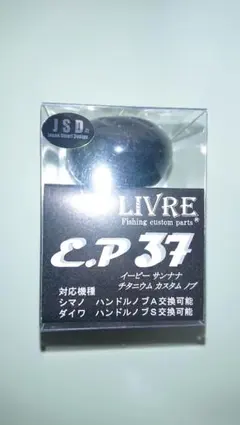 JSD
LIVRE
Fishing custom parts
E.P 37
イーピー サンナナ
チタニウム カスタム ノブ
対応機種
シマノ ハンドルノブA交換可能
ダイワ ハンドルノブS交換可能